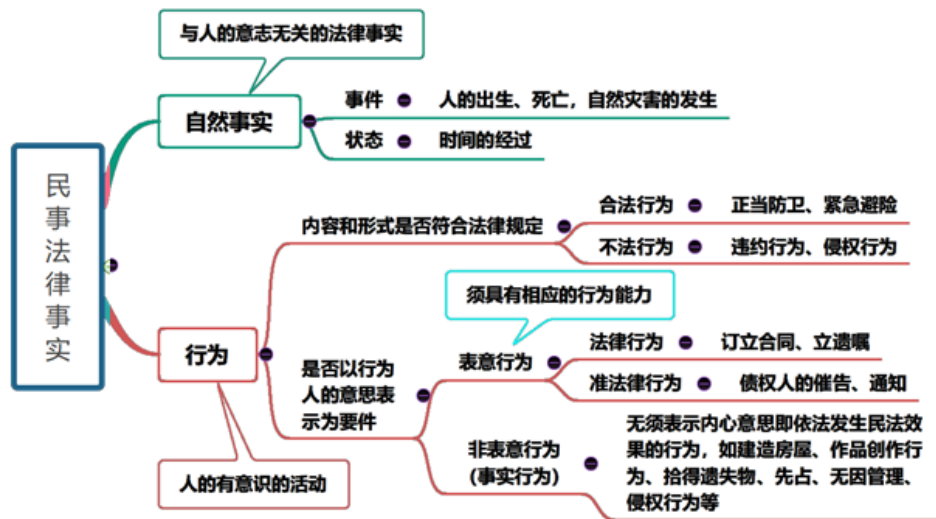 与人的意志无关的法律事实
事件 人的出生、死亡，自然灾害的发生
自然事实
状态 时间的经过
民事法律事实
合法行为 正当防卫、紧急避险
内容和形式是否符合法律规定
不法行为 违约行为、侵权行为
须具有相应的行为能力
行为
法律行为 订立合同、立遗嘱
表意行为
是否以行为
人的意思表
示为要件
准法律行为 债权人的催告、通知
无须表示内心意思即依法发生民法效
果的行为，如建造房屋、作品创作行
为、拾得遗失物、先占、无因管理、
侵权行为等
非表意行为
（事实行为）
人的有意识的活动